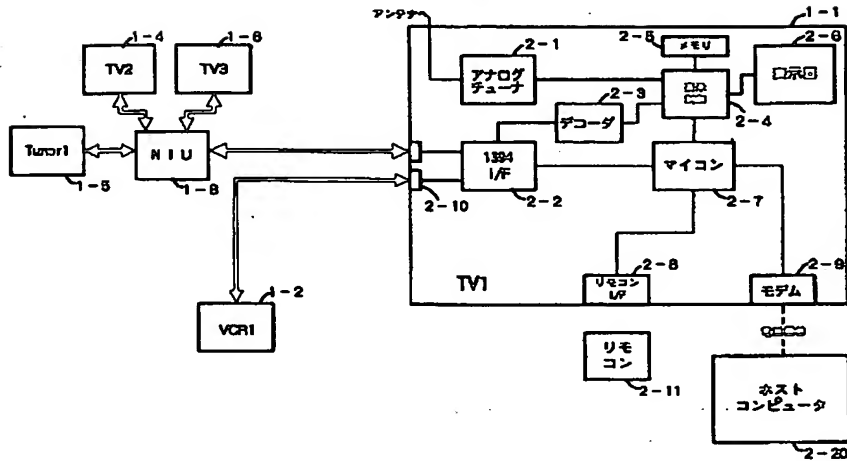 アンテナ
1-4
1-6
TV2
TV3
Tuner1
1-5
NIU
1-8
1-2
VCR1
1-1
2-1
アナログ
チューナ
2-5
メモリ
2-6
2-3
デコーダ
2-4
1394
I/F
2-2
2-10
マイコン
2-7
TV1
2-8
リモコン
I/F
2-9
モデム
リモ
コン
2-11
ホスト
コンピュータ
2-20